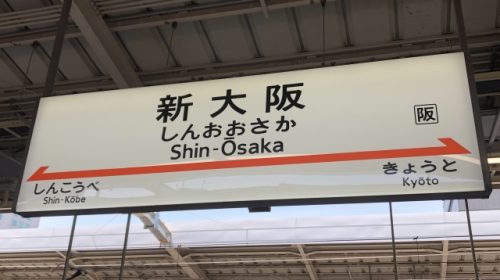 新大阪
しんおおさか
Shin-Ōsaka
阪
しんこうべ
Shin-Kōbe
きょうと
Kyōto